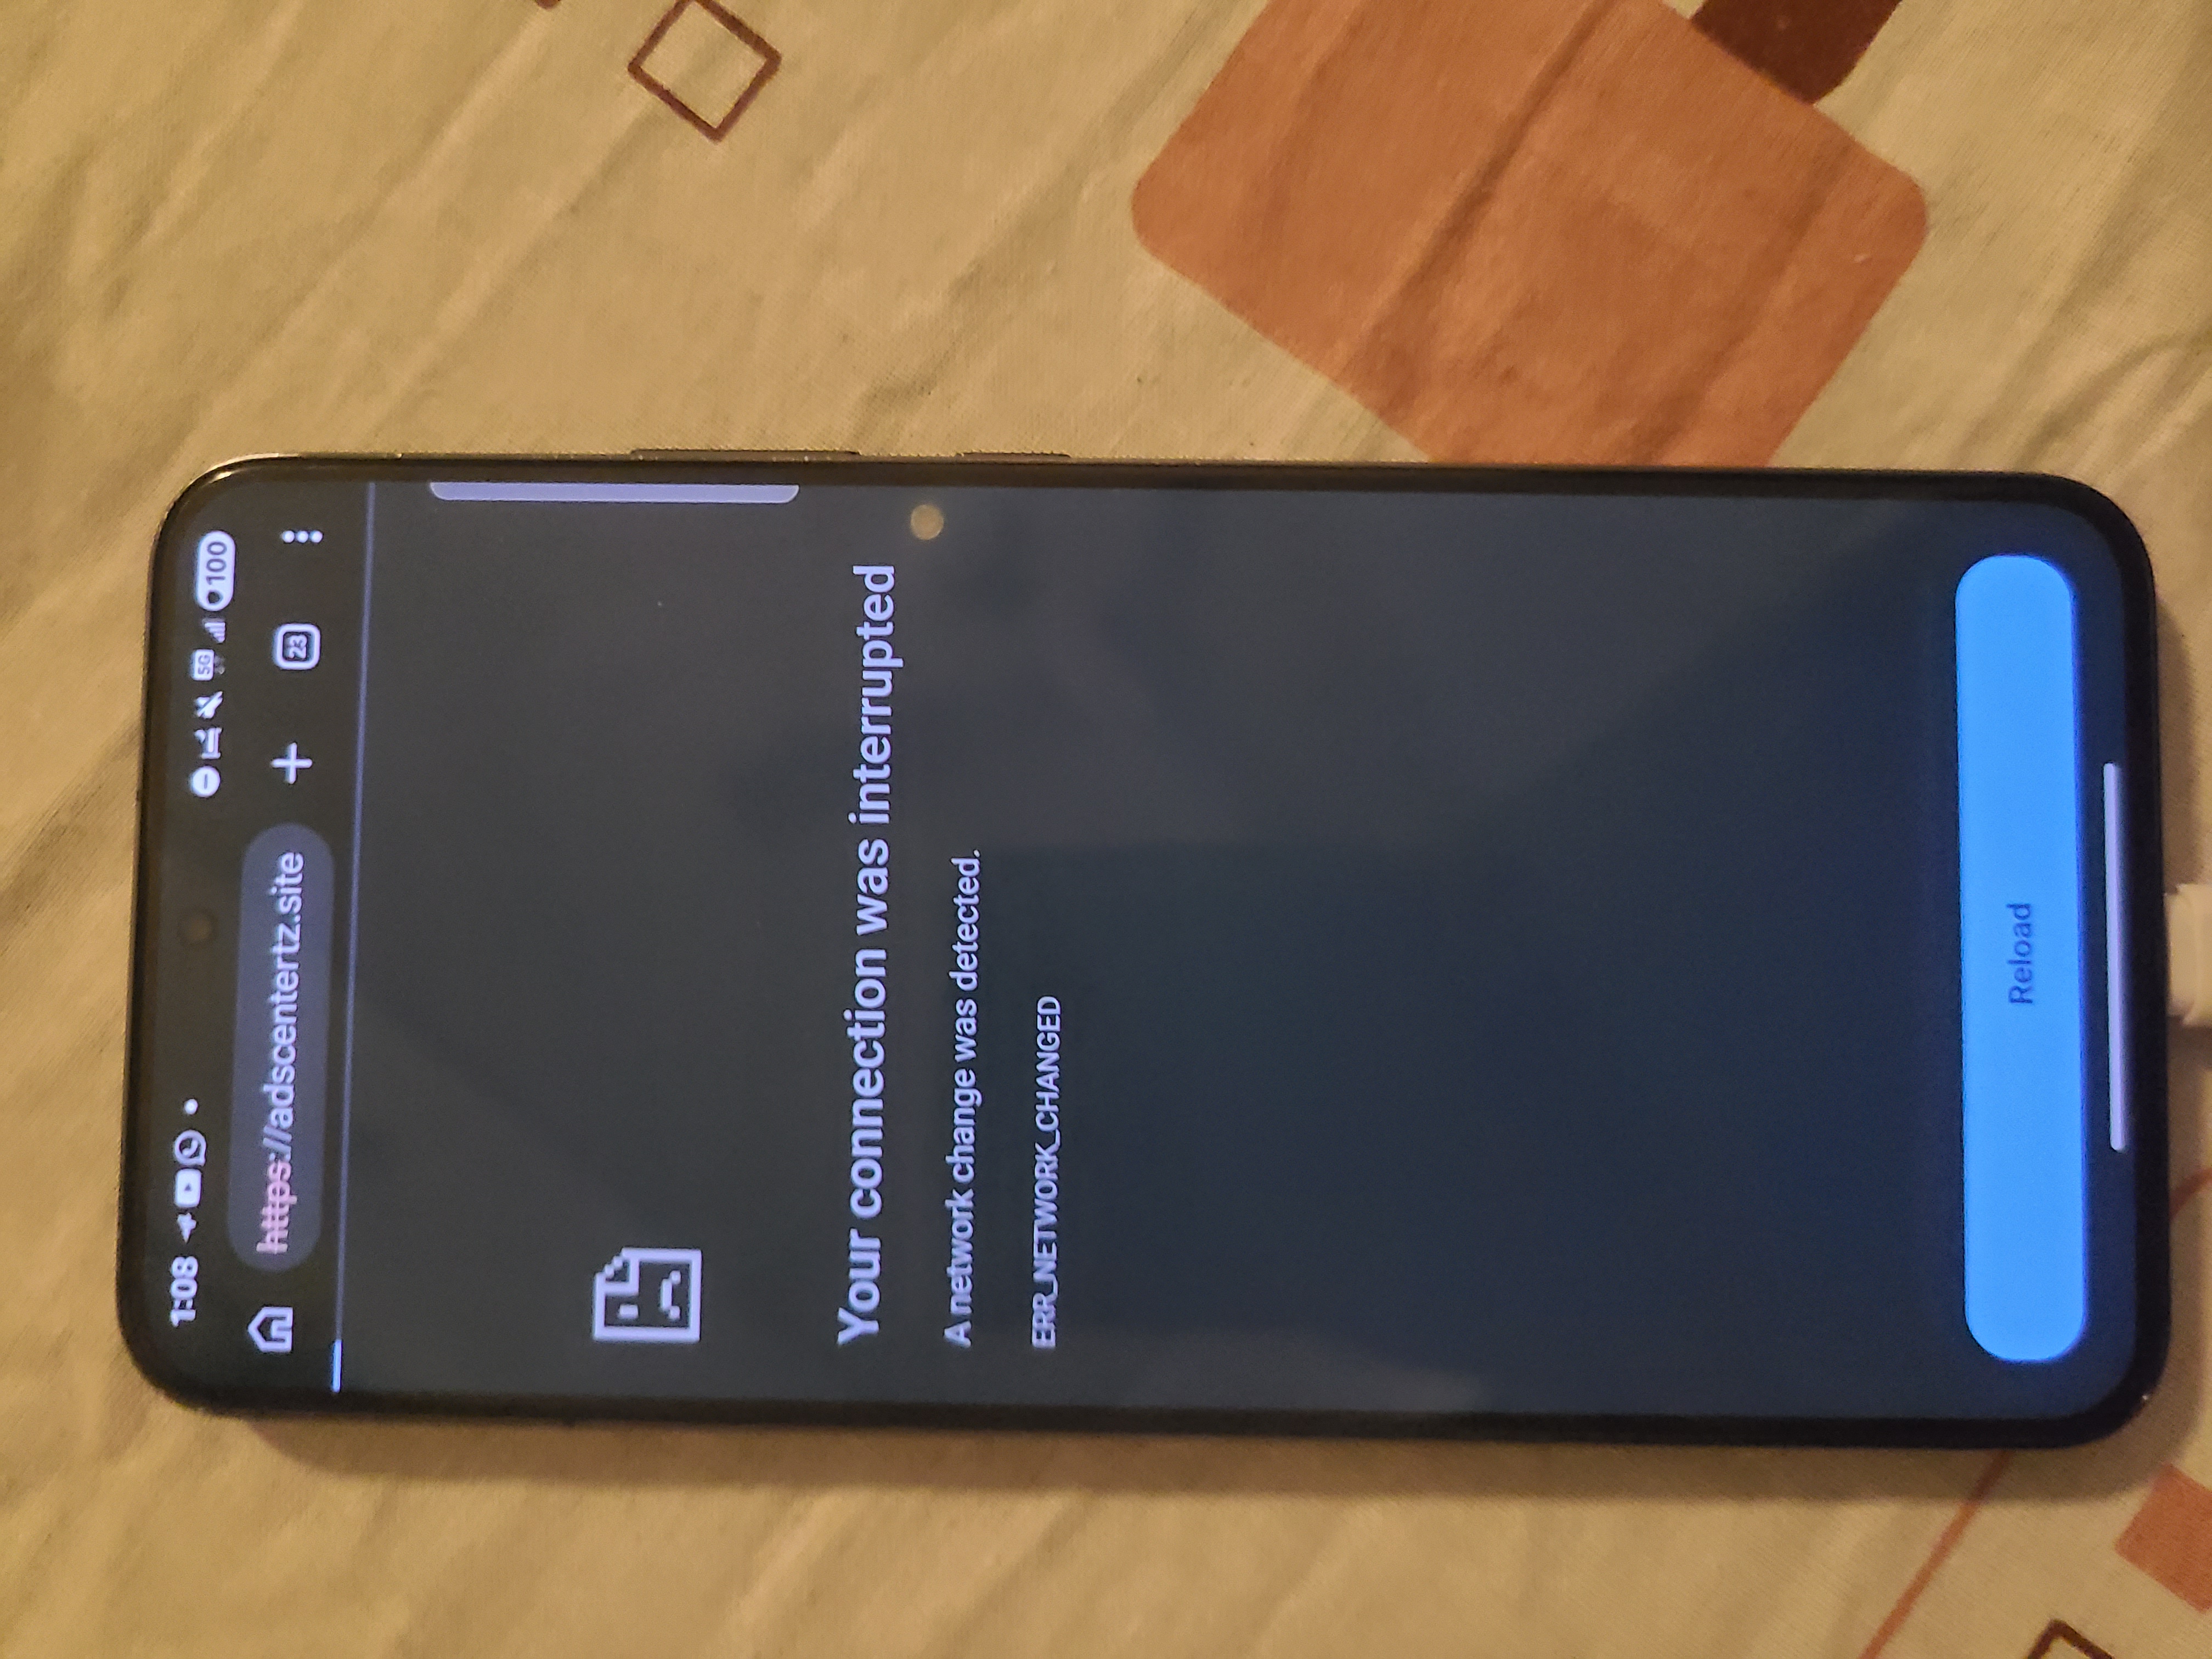 1:08 5G 100
https://adscentertz.site 23
Your connection was interrupted
A network change was detected.
ERR_NETWORK_CHANGED
Reload